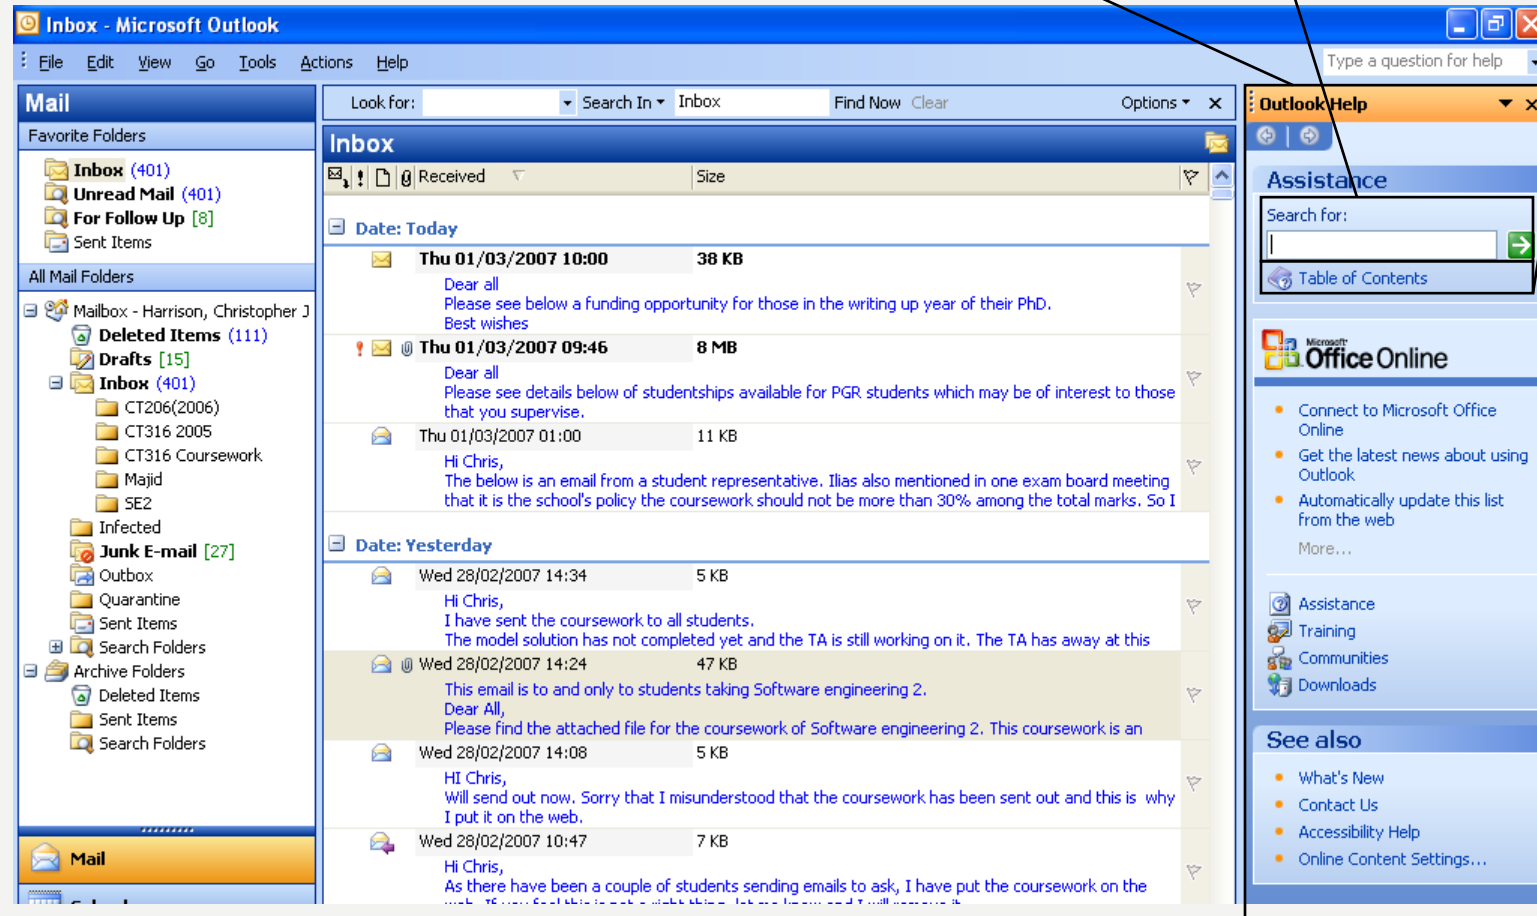 Inbox - Microsoft Outlook
File Edit View Go Tools Actions Help
Type a question for help
Mail
Favorite Folders
Inbox (401)
Unread Mail (401)
For Follow Up [8]
Sent Items
All Mail Folders
Mailbox - Harrison, Christopher J
Deleted Items (111)
Drafts [15]
Inbox (401)
CT206(2006)
CT316 2005
CT316 Coursework
Majid
SE2
Infected
Junk E-mail [27]
Outbox
Quarantine
Sent Items
Search Folders
Archive Folders
Deleted Items
Sent Items
Search Folders
Mail
Look for: Search In Inbox Find Now Clear Options
Inbox
Received Size
Date: Today
Thu 01/03/2007 10:00 38 KB
Dear all
Please see below a funding opportunity for those in the writing up year of their PhD.
Best wishes
Thu 01/03/2007 09:46 8 MB
Dear all
Please see details below of studentships available for PGR students which may be of interest to those
that you supervise.
Thu 01/03/2007 01:00 11 KB
Hi Chris,
The below is an email from a student representative. Ilias also mentioned in one exam board meeting
that it is the school's policy the coursework should not be more than 30% among the total marks. So I
Date: Yesterday
Wed 28/02/2007 14:34 5 KB
Hi Chris,
I have sent the coursework to all students.
The model solution has not completed yet and the TA is still working on it. The TA has away at this
Wed 28/02/2007 14:24 47 KB
This email is to and only to students taking Software engineering 2.
Dear All,
Please find the attached file for the coursework of Software engineering 2. This coursework is an
Wed 28/02/2007 14:08 5 KB
HI Chris,
Will send out now. Sorry that I misunderstood that the coursework has been sent out and this is why
I put it on the web.
Wed 28/02/2007 10:47 7 KB
Hi Chris,
As there have been a couple of students sending emails to ask, I have put the coursework on the
Outlook Help
Assistance
Search for:
Table of Contents
Microsoft
Office Online
Connect to Microsoft Office
Online
Get the latest news about using
Outlook
Automatically update this list
from the web
More...
Assistance
Training
Communities
Downloads
See also
What's New
Contact Us
Accessibility Help
Online Content Settings...